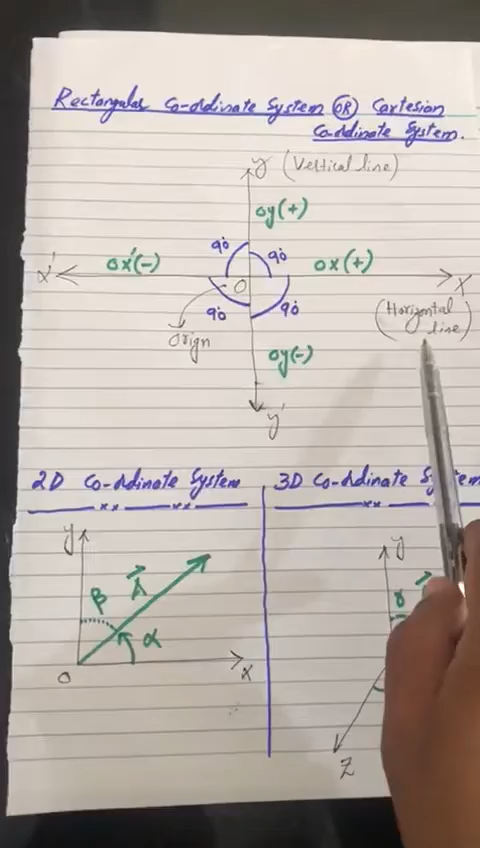 Rectangular Co-ordinate System OR Cartesian
Co-ordinate System.
y (Vertical line)
oy(+)
90°
90°
x'
ox'(-)
ox(+)
x
O
90°
90°
(Horizontal
line)
Orign
oy(-)
y'
2D Co-ordinate System
3D Co-ordinate System
y
y
A
β
γ
α
O
x
Z